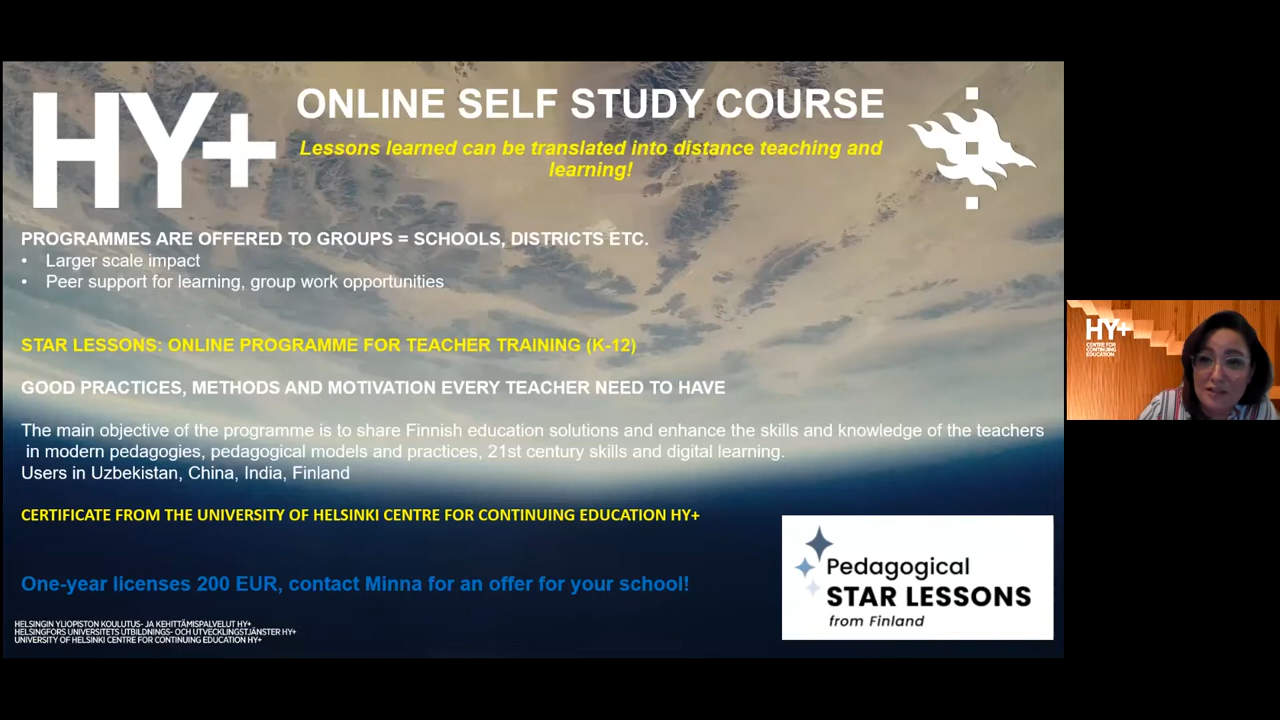 HY+
ONLINE SELF STUDY COURSE
Lessons learned can be translated into distance teaching and
learning!
PROGRAMMES ARE OFFERED TO GROUPS = SCHOOLS, DISTRICTS ETC.
• Larger scale impact
• Peer support for learning, group work opportunities
STAR LESSONS: ONLINE PROGRAMME FOR TEACHER TRAINING (K-12)
GOOD PRACTICES, METHODS AND MOTIVATION EVERY TEACHER NEED TO HAVE
The main objective of the programme is to share Finnish education solutions and enhance the skills and knowledge of the teachers
in modern pedagogies, pedagogical models and practices, 21st century skills and digital learning.
Users in Uzbekistan, China, India, Finland
CERTIFICATE FROM THE UNIVERSITY OF HELSINKI CENTRE FOR CONTINUING EDUCATION HY+
One-year licenses 200 EUR, contact Minna for an offer for your school!
HELSINGIN YLIOPISTON KOULUTUS- JA KEHITTÄMISPALVELUT HY+
HELSINGFORS UNIVERSITETS UTBILDNINGS- OCH UTVECKLINGSTJÄNSTER HY+
UNIVERSITY OF HELSINKI CENTRE FOR CONTINUING EDUCATION HY+
Pedagogical
STAR LESSONS
from Finland
HY+
CENTRE FOR
CONTINUING
EDUCATION